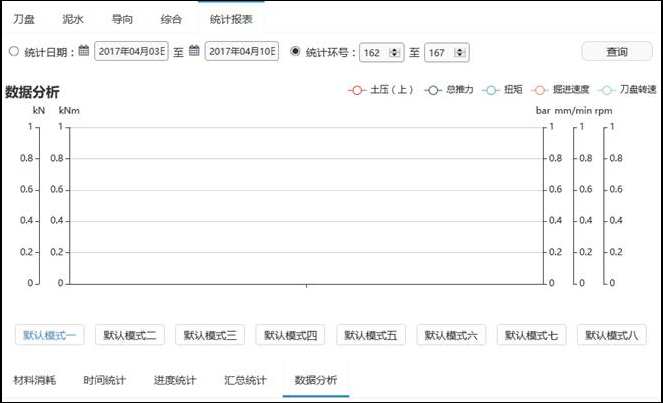 刀盘 泥水 导向 综合 统计报表
统计日期： 2017年04月03日 至 2017年04月10日 统计环号： 162 至 167 查询
数据分析
土压（上） 总推力 扭矩 掘进速度 刀盘转速
kN kNm bar mm/min rpm
1 1 1 1 1
0.8 0.8 0.8 0.8 0.8
0.6 0.6 0.6 0.6 0.6
0.4 0.4 0.4 0.4 0.4
0.2 0.2 0.2 0.2 0.2
0 0 0 0 0
默认模式一 默认模式二 默认模式三 默认模式四 默认模式五 默认模式六 默认模式七 默认模式八
材料消耗 时间统计 进度统计 汇总统计 数据分析